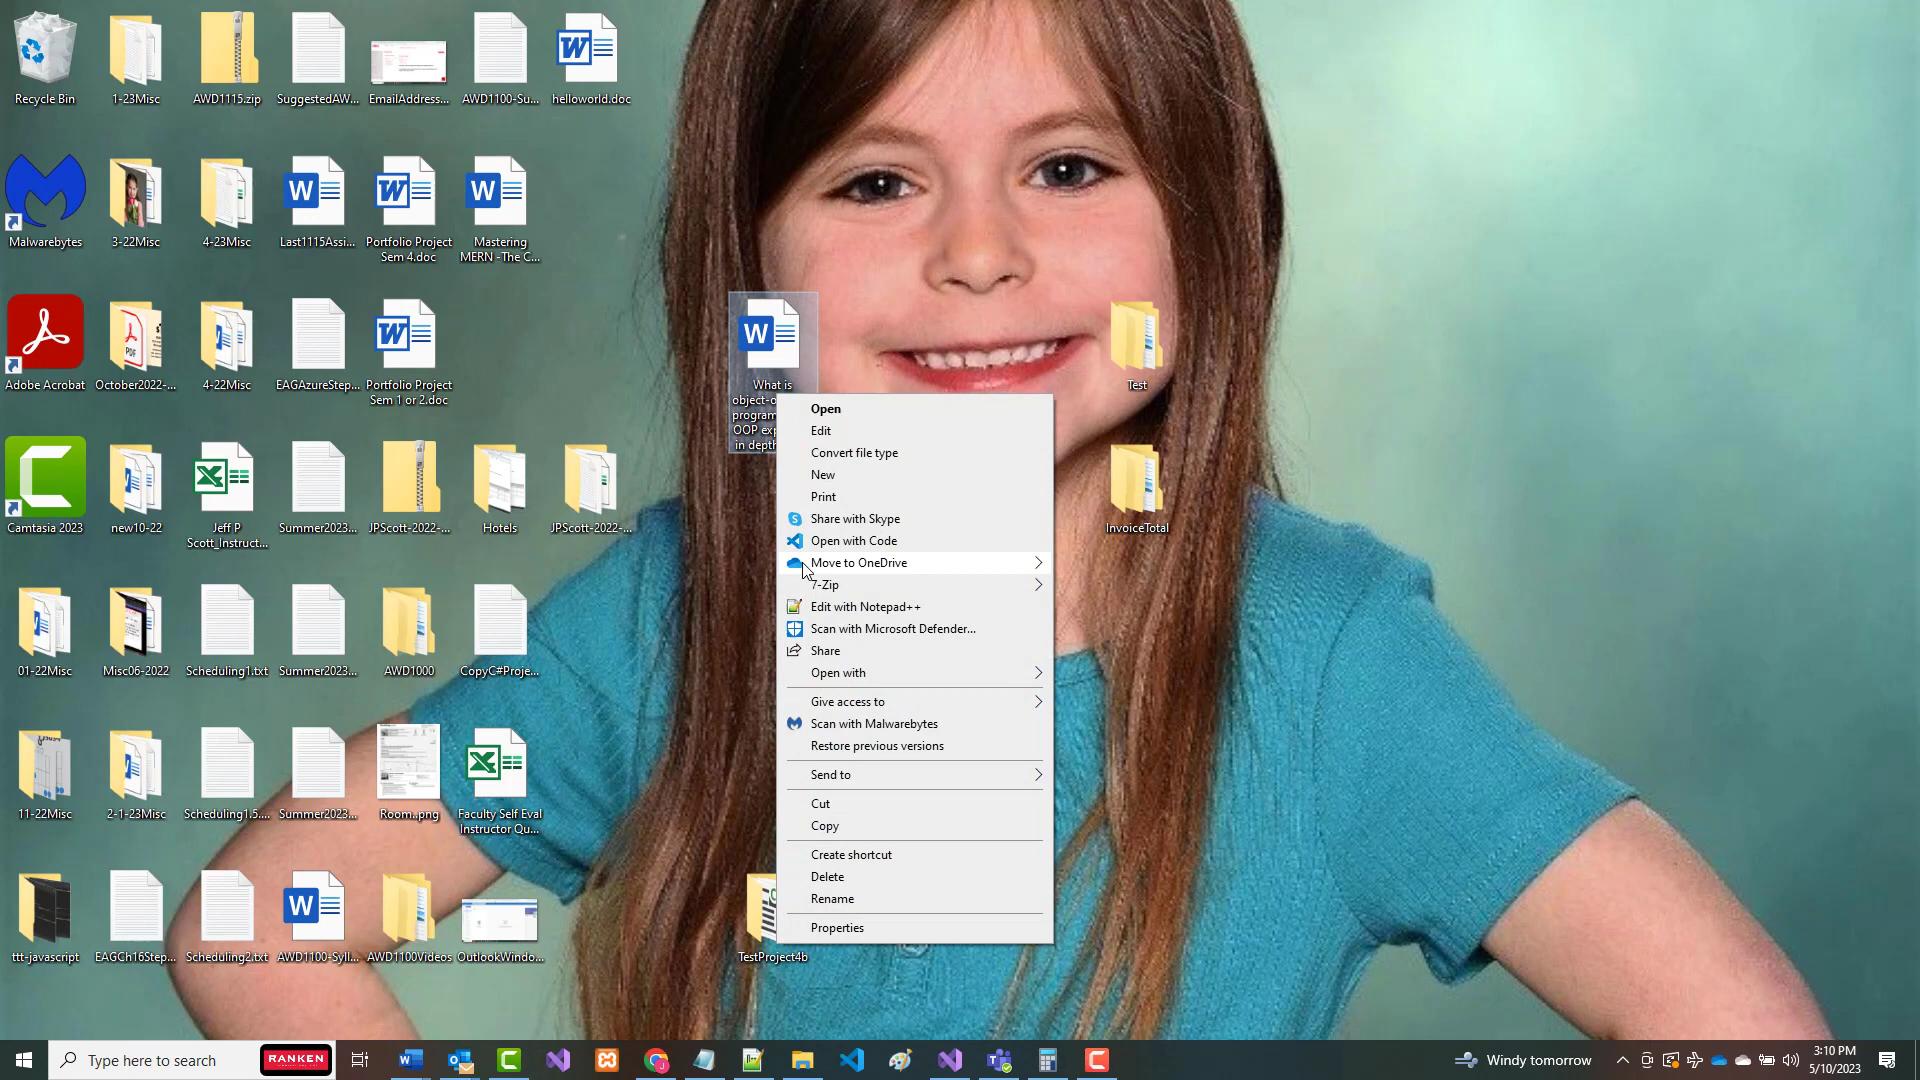 Recycle Bin
1-23Misc
AWD1115.zip
SuggestedAW...
EmailAddress...
AWD1100-Su...
helloworld.doc
Malwarebytes
3-22Misc
4-23Misc
Last1115Assi...
Portfolio Project
Sem 4.doc
Mastering
MERN -The C...
Adobe Acrobat
October2022-...
4-22Misc
EAGAzureStep...
Portfolio Project
Sem 1 or 2.doc
What is
object-o
program
OOP exp
in depth
Test
Camtasia 2023
new10-22
Jeff P
Scott_Instruct...
Summer2023...
JPScott-2022-...
Hotels
JPScott-2022-...
InvoiceTotal
01-22Misc
Misc06-2022
Scheduling1.txt
Summer2023...
AWD1000
CopyC#Proje...
11-22Misc
2-1-23Misc
Scheduling1.5....
Summer2023...
Room..png
Faculty Self Eval
Instructor Qu...
ttt-javascript
EAGCh16Step...
Scheduling2.txt
AWD1100-Syll...
AWD1100Videos
OutlookWindo...
TestProject4b
Open
Edit
Convert file type
New
Print
Share with Skype
Open with Code
Move to OneDrive
7-Zip
Edit with Notepad++
Scan with Microsoft Defender...
Share
Open with
Give access to
Scan with Malwarebytes
Restore previous versions
Send to
Cut
Copy
Create shortcut
Delete
Rename
Properties
Type here to search
RANKEN
Windy tomorrow
3:10 PM
5/10/2023